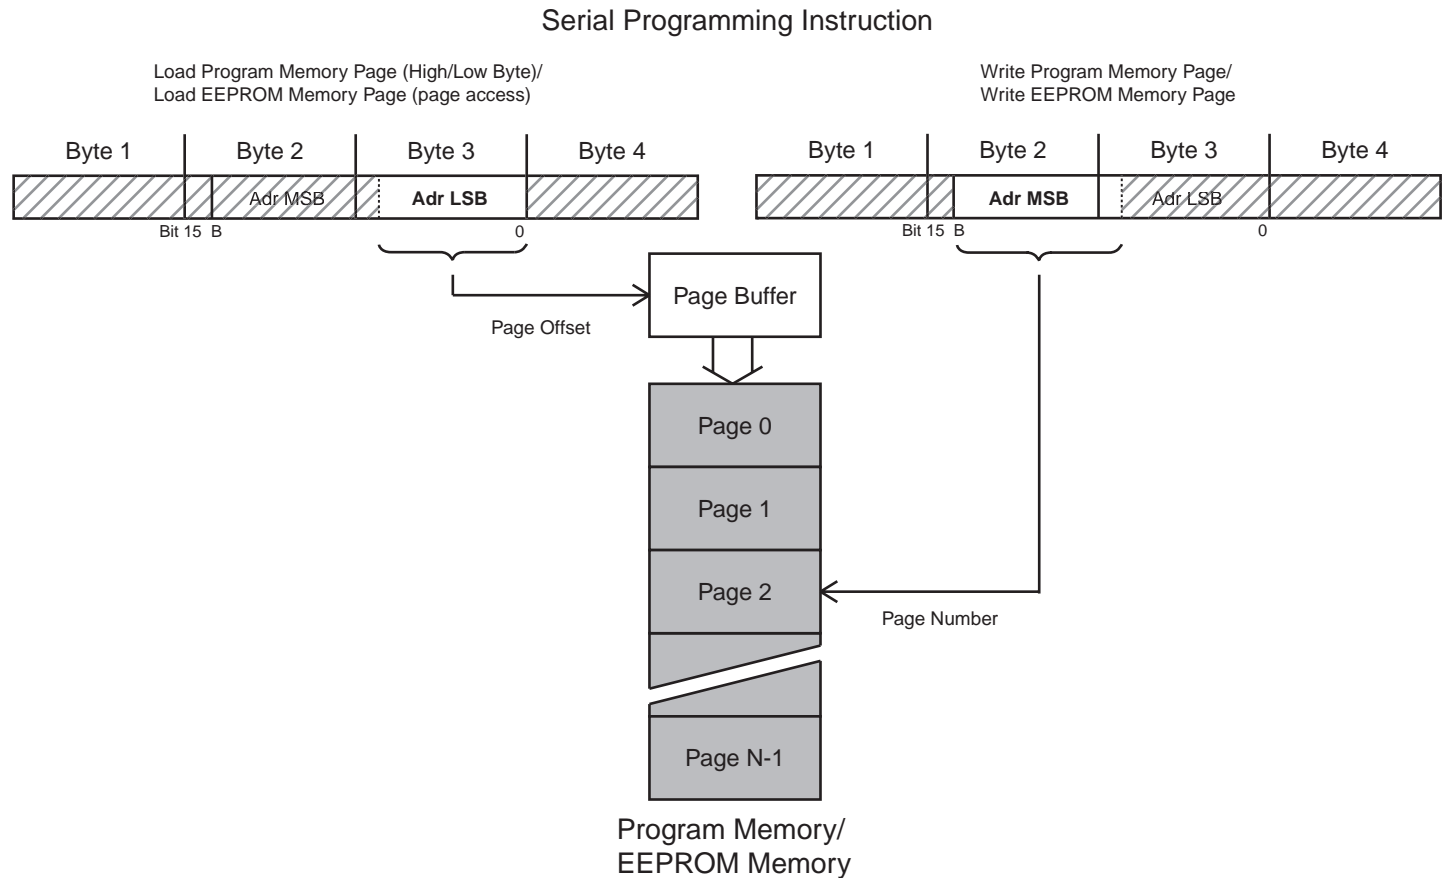 Serial Programming Instruction
Load Program Memory Page (High/Low Byte)/
Load EEPROM Memory Page (page access)
Write Program Memory Page/
Write EEPROM Memory Page
Byte 1 Byte 2 Byte 3 Byte 4
Adr MSB Adr LSB
Bit 15 B 0
Byte 1 Byte 2 Byte 3 Byte 4
Adr MSB Adr LSB
Bit 15 B 0
Page Buffer
Page Offset
Page 0
Page 1
Page 2
Page Number
Page N-1
Program Memory/
EEPROM Memory